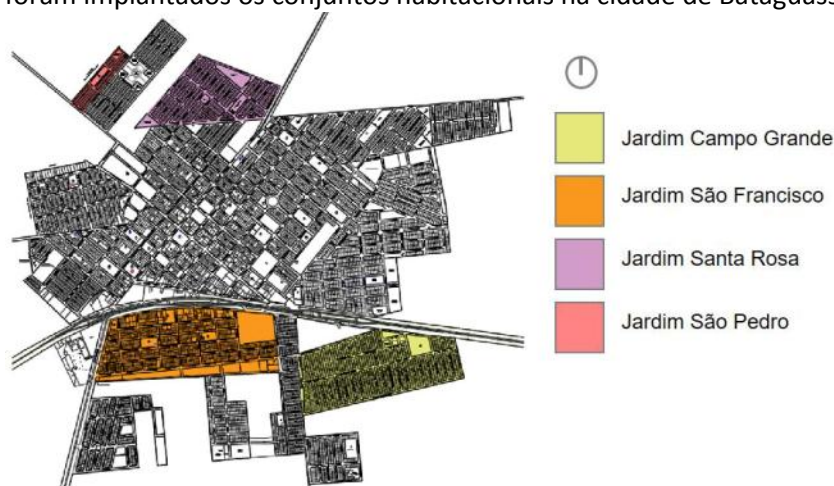 foram implantados os conjuntos habitacionais na cidade de Bataguass
Jardim Campo Grande
Jardim São Francisco
Jardim Santa Rosa
Jardim São Pedro